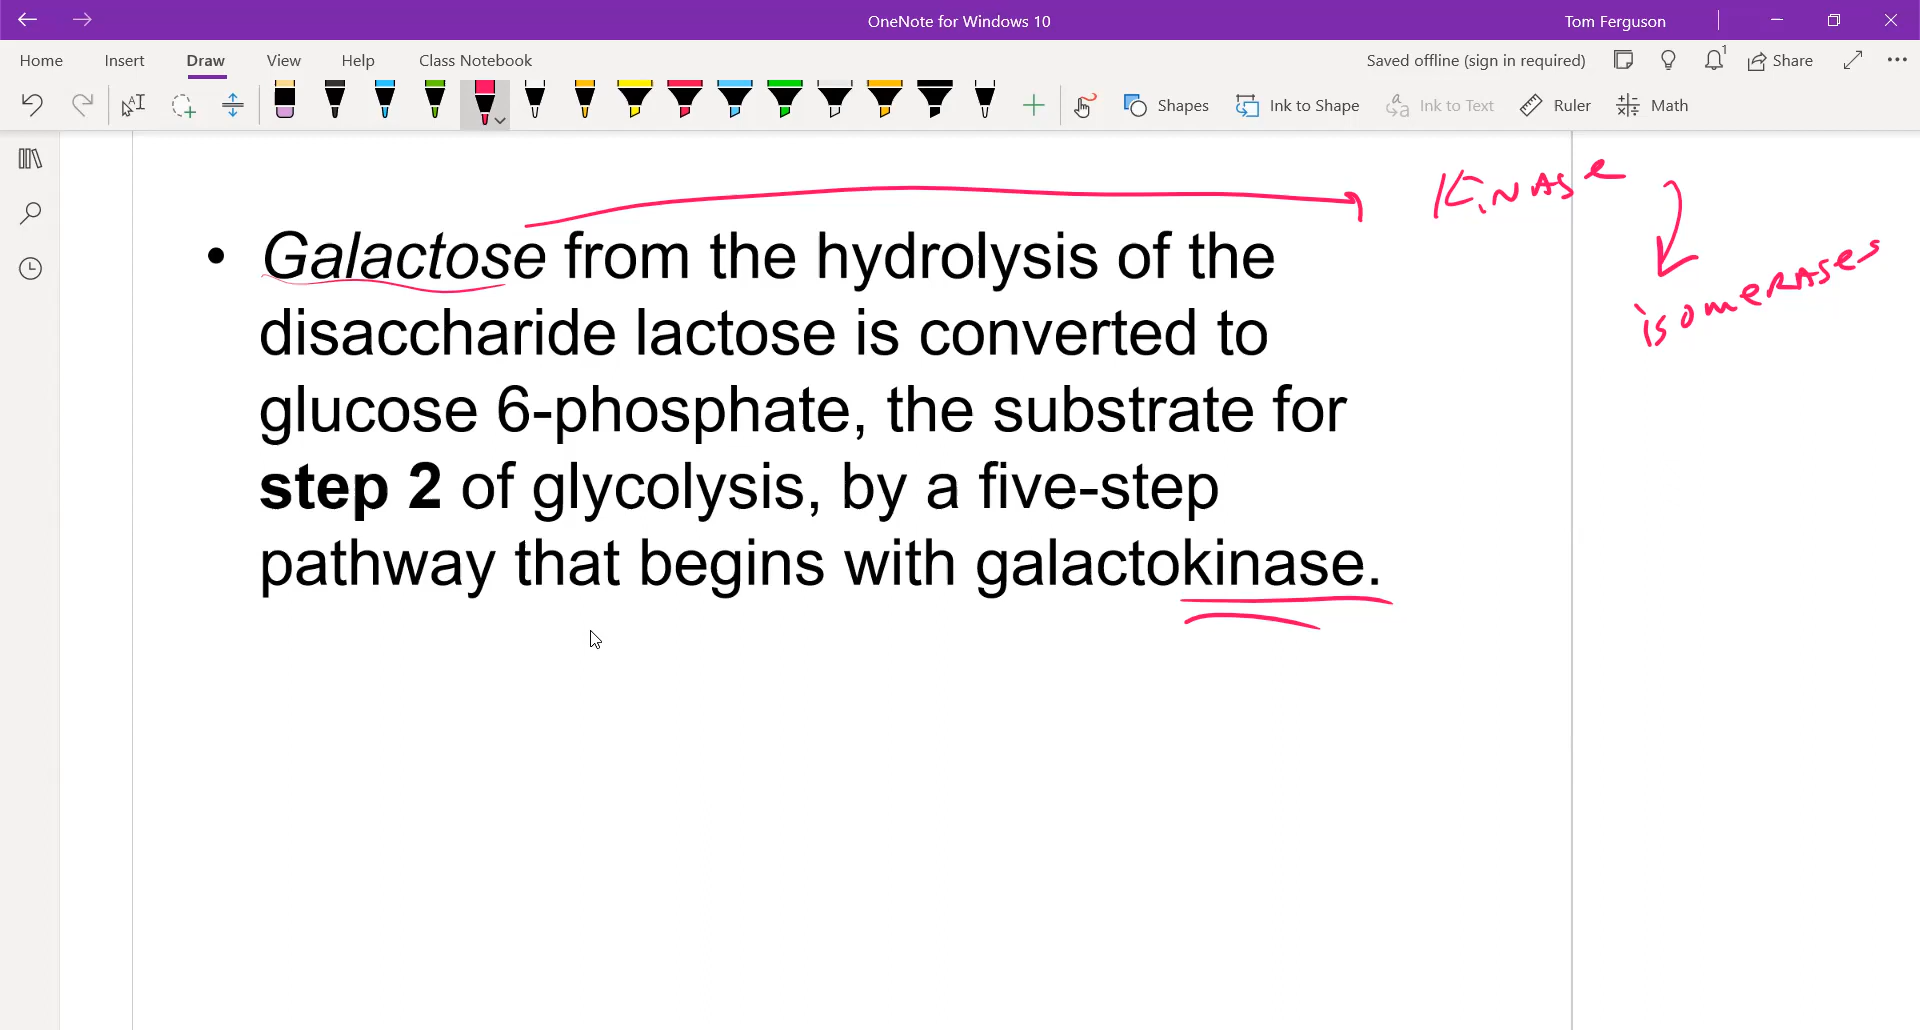 OneNote for Windows 10
Tom Ferguson
Home Insert Draw View Help Class Notebook
Saved offline (sign in required) 1 Share
Shapes Ink to Shape Ink to Text Ruler Math
KiNASe
isomeRASes
• Galactose from the hydrolysis of the
disaccharide lactose is converted to
glucose 6-phosphate, the substrate for
step 2 of glycolysis, by a five-step
pathway that begins with galactokinase.